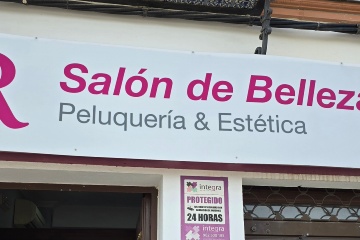 R
Salón de Belleza
Peluquería & Estética
integra
PROTEGIDO
24 HORAS
integra